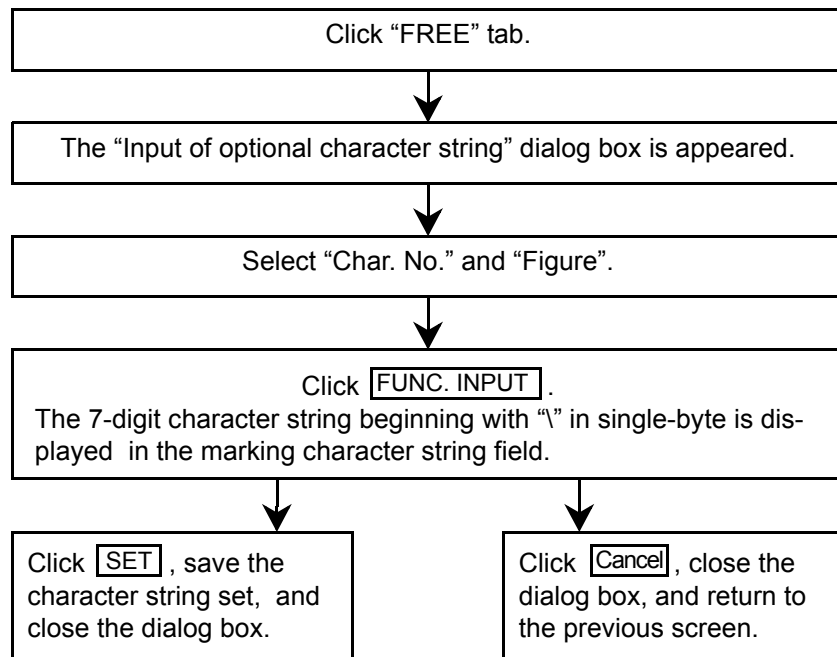 Click “FREE” tab.
The “Input of optional character string” dialog box is appeared.
Select “Char. No.” and “Figure”.
Click FUNC. INPUT .
The 7-digit character string beginning with “\” in single-byte is dis-
played in the marking character string field.
Click SET , save the
character string set, and
close the dialog box.
Click Cancel , close the
dialog box, and return to
the previous screen.